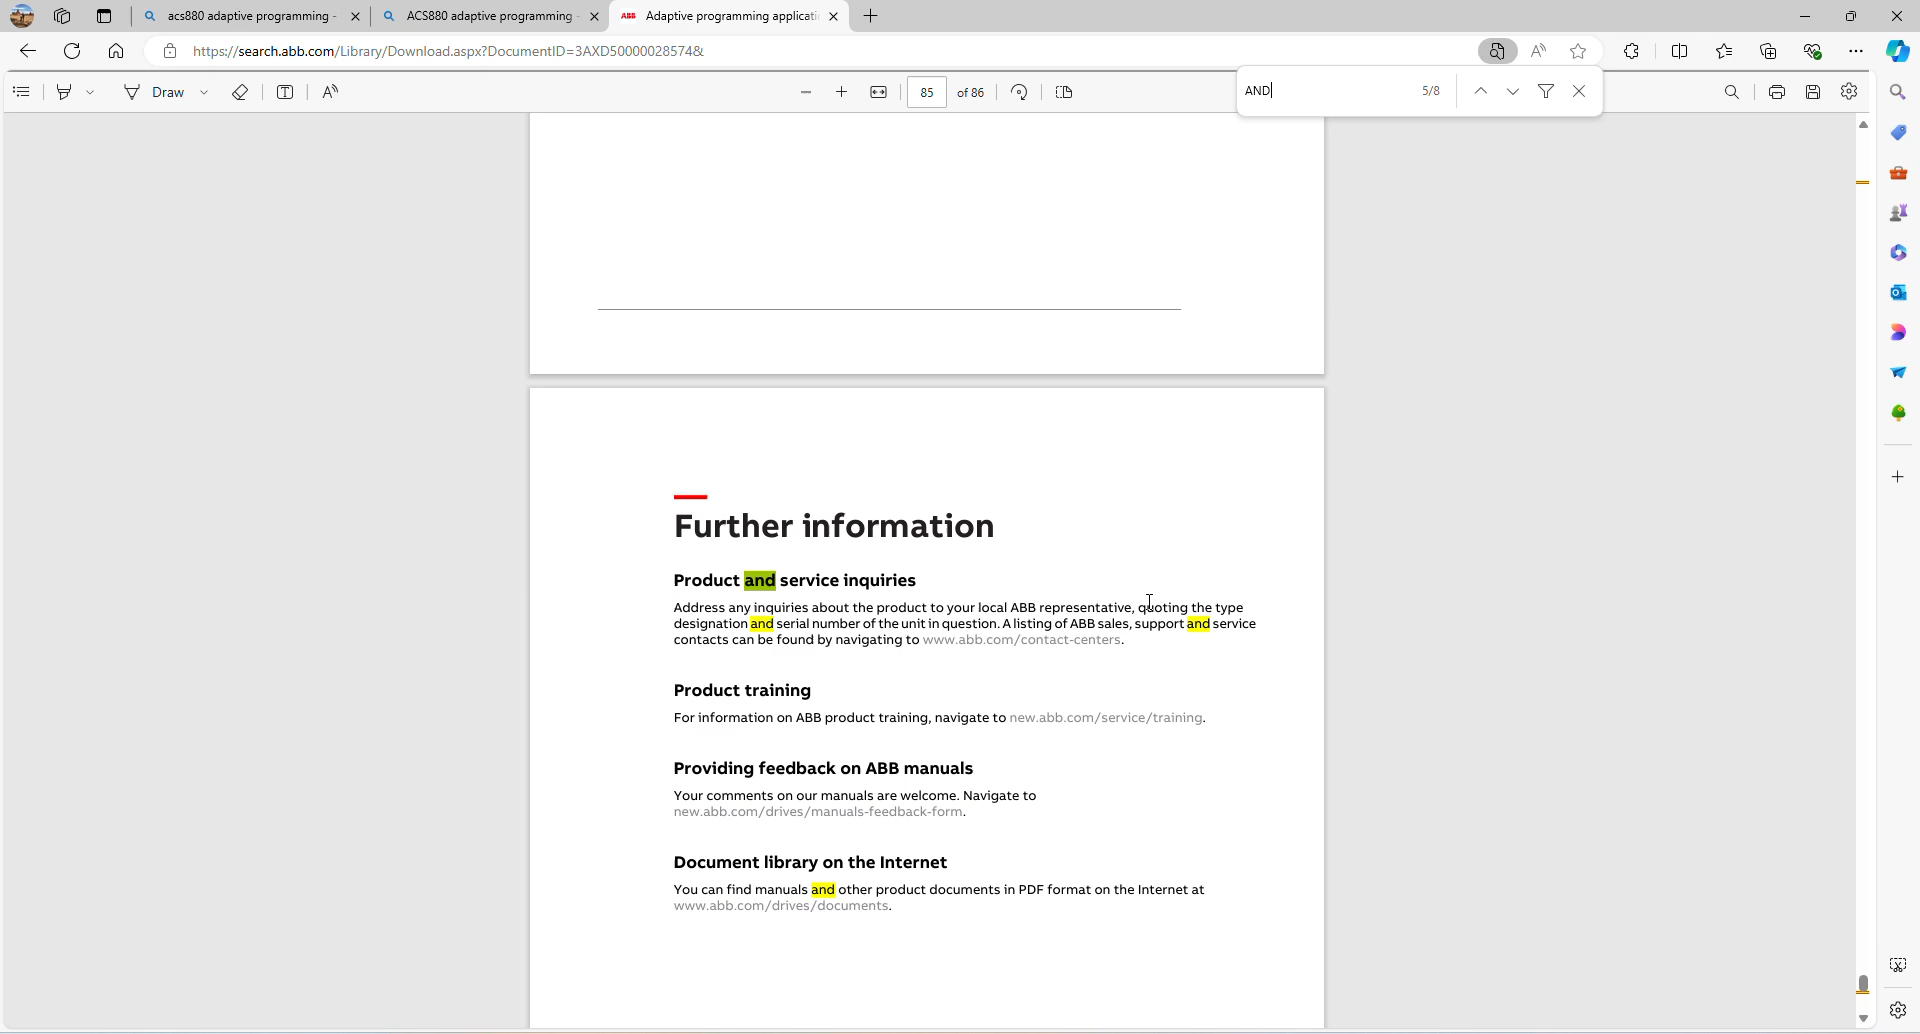 acs880 adaptive programming -
ACS880 adaptive programming -
ABB
Adaptive programming applicati
https://search.abb.com/Library/Download.aspx?DocumentID=3AXD50000028574&
Draw
85
of 86
AND
5/8
Further information
Product and service inquiries
Address any inquiries about the product to your local ABB representative, quoting the type
designation and serial number of the unit in question. A listing of ABB sales, support and service
contacts can be found by navigating to www.abb.com/contact-centers.
Product training
For information on ABB product training, navigate to new.abb.com/service/training.
Providing feedback on ABB manuals
Your comments on our manuals are welcome. Navigate to
new.abb.com/drives/manuals-feedback-form.
Document library on the Internet
You can find manuals and other product documents in PDF format on the Internet at
www.abb.com/drives/documents.